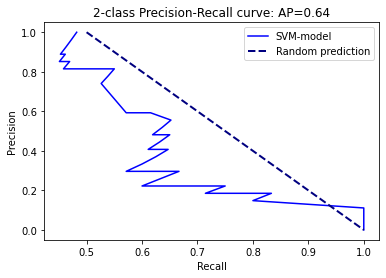 2-class Precision-Recall curve: AP=0.64
SVM-model
Random prediction
Precision
1.0
0.8
0.6
0.4
0.2
0.0
0.5 0.6 0.7 0.8 0.9 1.0
Recall